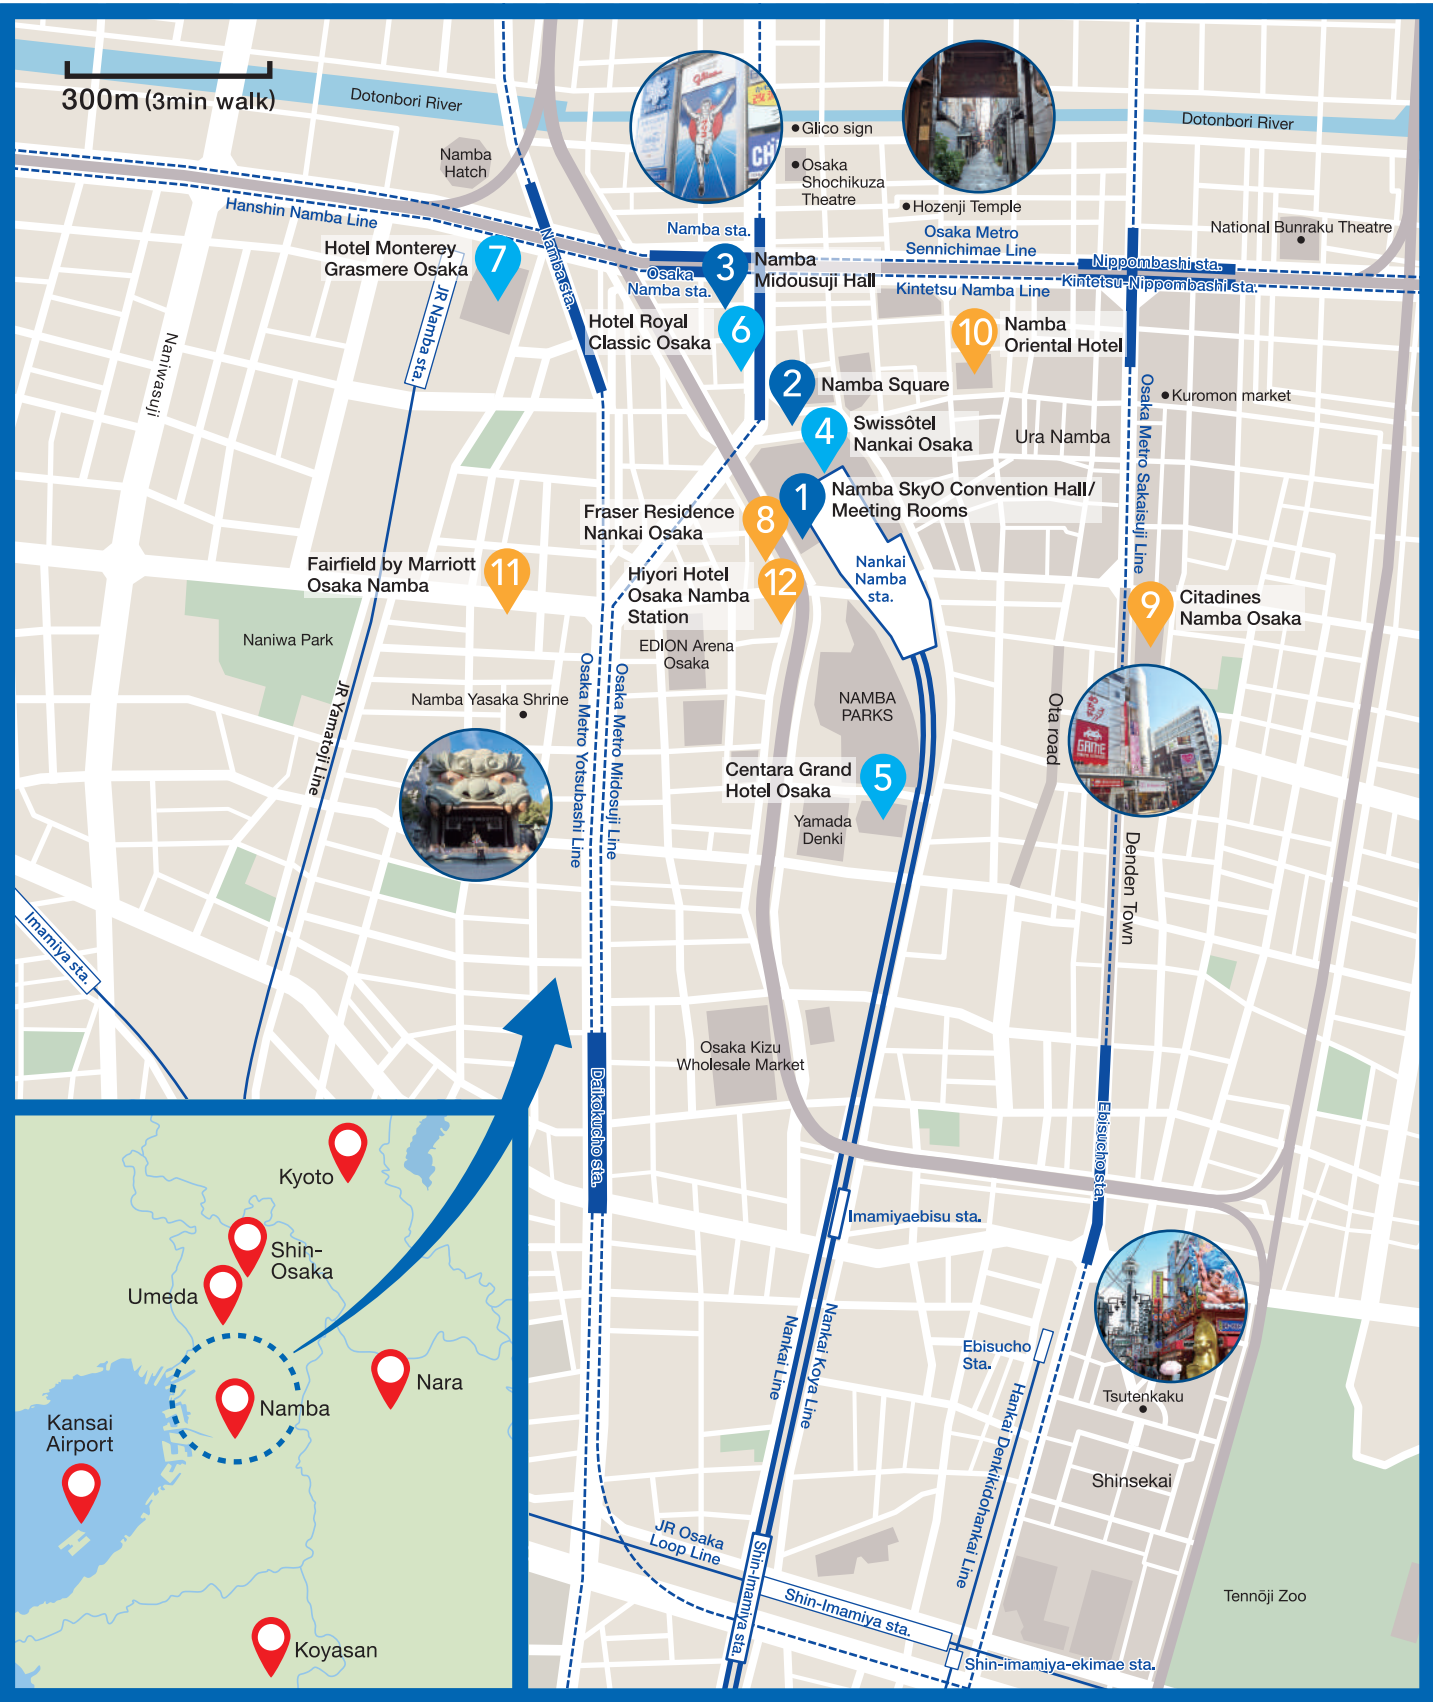 300m (3min walk)
Dotonbori River
Dotonbori River
Namba
Hatch
Glico
Glico sign
Osaka
Shochikuza
Theatre
Hozenji Temple
National Bunraku Theatre
Hanshin Namba Line
Namba sta.
Osaka Metro
Sennichimae Line
Hotel Monterey
Grasmere Osaka
7
Namba sta.
Osaka
Namba sta.
3
Namba
Midousuji Hall
Kintetsu Namba Line
Nippombashi sta.
Kintetsu-Nippombashi sta.
JR Namba sta.
Naniwasuji
Hotel Royal
Classic Osaka
6
10
Namba
Oriental Hotel
2
Namba Square
Osaka Metro Sakaisuji Line
Kuromon market
4
Swissôtel
Nankai Osaka
Ura Namba
1
Namba SkyO Convention Hall/
Meeting Rooms
Fraser Residence
Nankai Osaka
8
Fairfield by Marriott
Osaka Namba
11
Hiyori Hotel
Osaka Namba
Station
12
Nankai
Namba
sta.
9
Citadines
Namba Osaka
Naniwa Park
EDION Arena
Osaka
Namba Yasaka Shrine
JR Yamatoji Line
Osaka Metro Yotsubashi Line
Osaka Metro Midosuji Line
NAMBA
PARKS
Ota road
GAME
Centara Grand
Hotel Osaka
5
Yamada
Denki
Denden Town
Imamiya sta.
Osaka Kizu
Wholesale Market
Daikokucho sta.
Ebisucho sta.
Imamiyaebisu sta.
Nankai Line
Nankai Koya Line
Ebisucho
Sta.
Hankai Denkikidohankai Line
Tsutenkaku
Shinsekai
JR Osaka
Loop Line
Shin-Imamiya sta.
Shin-Imamiya sta.
Shin-imamiya-ekimae sta.
Tennōji Zoo
Kyoto
Shin-
Osaka
Umeda
Nara
Namba
Kansai
Airport
Koyasan